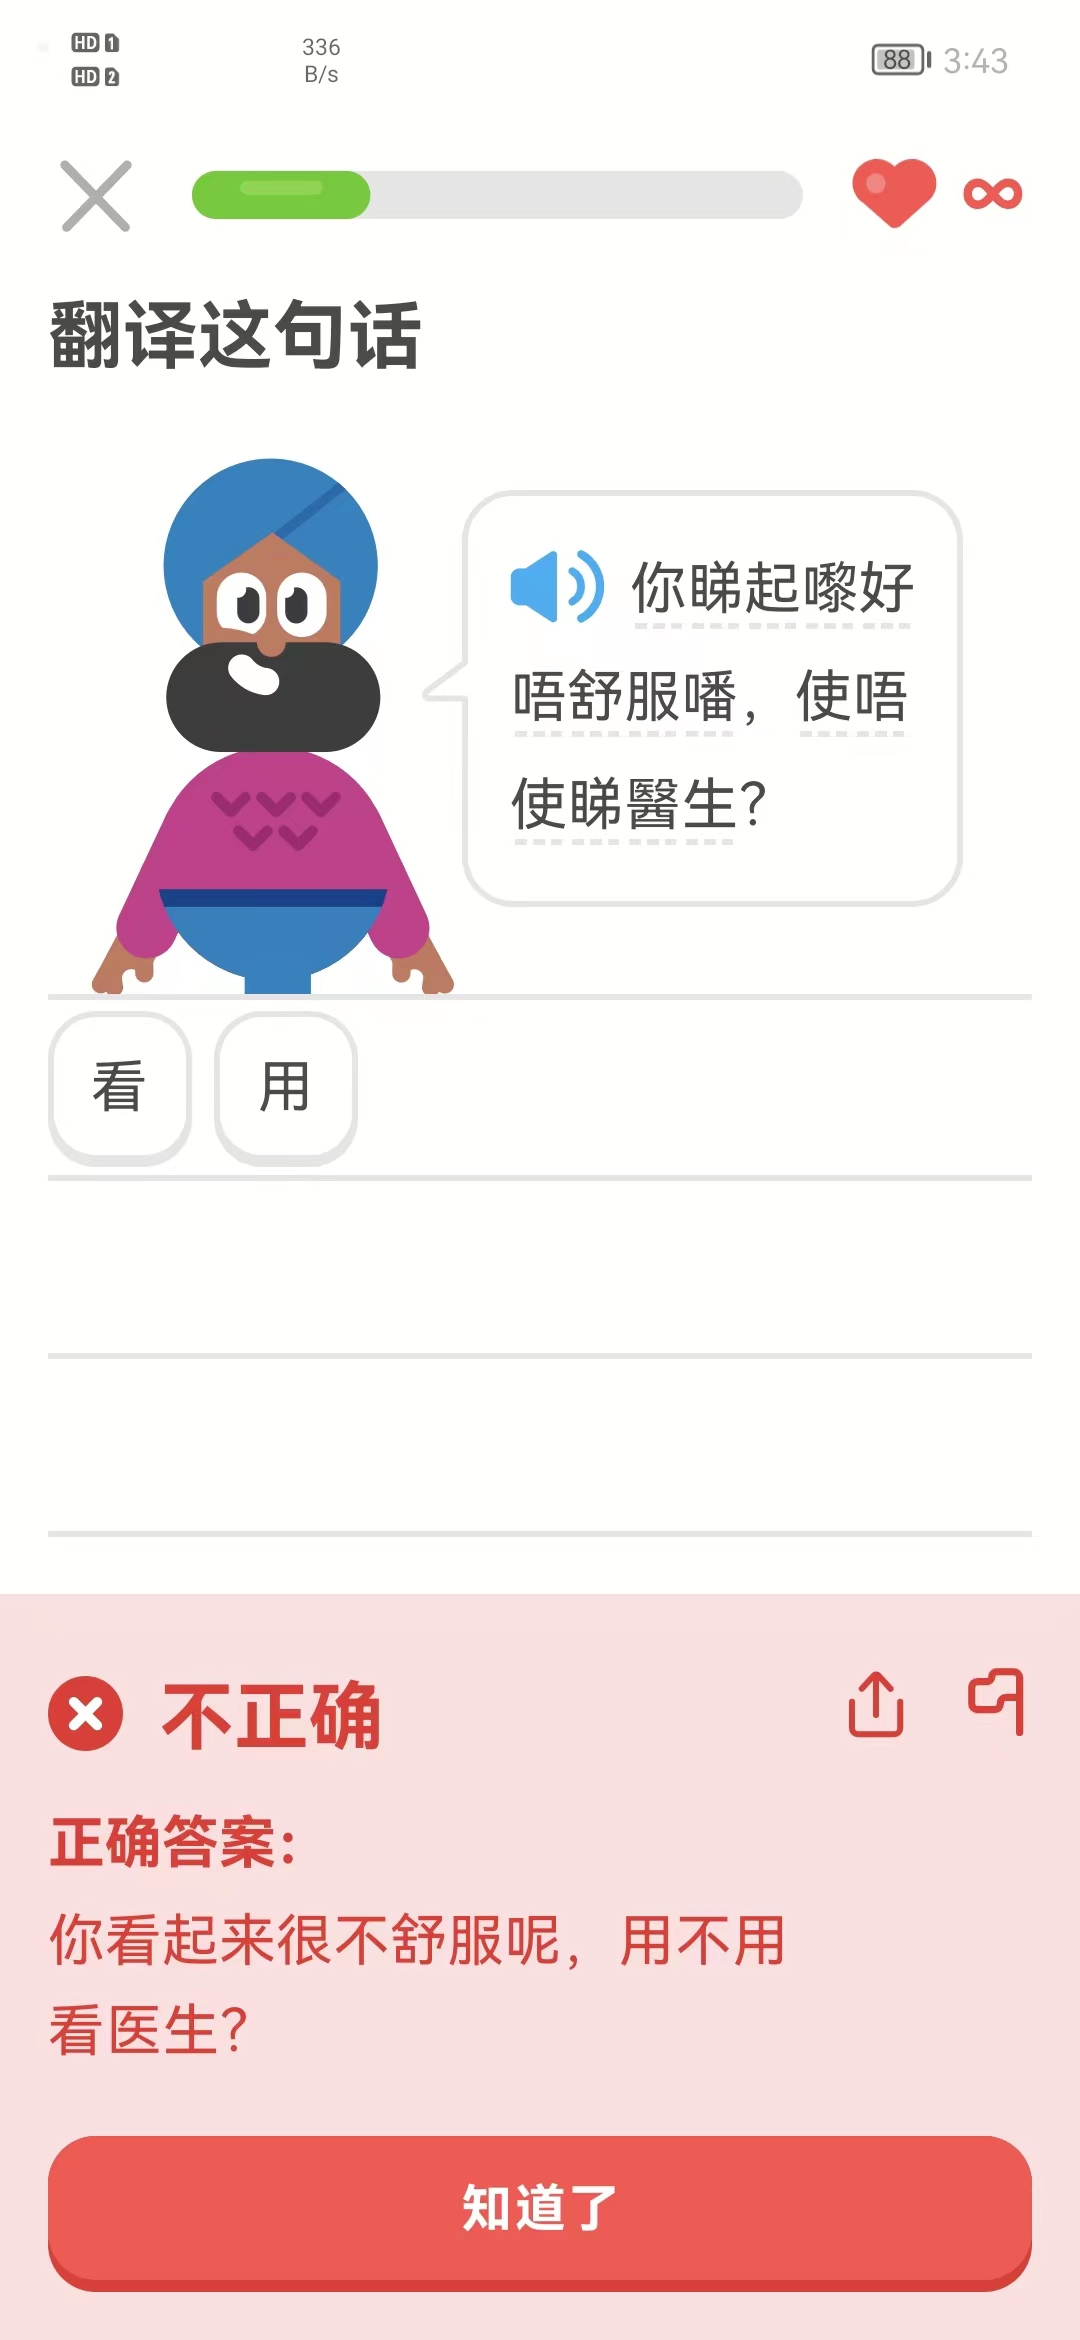 HD 1
HD 2
336
B/s
88
3:43
翻译这句话
你睇起嚟好
唔舒服噃，使唔
使睇醫生？
看 用
不正确
正确答案：
你看起来很不舒服呢，用不用
看医生？
知道了